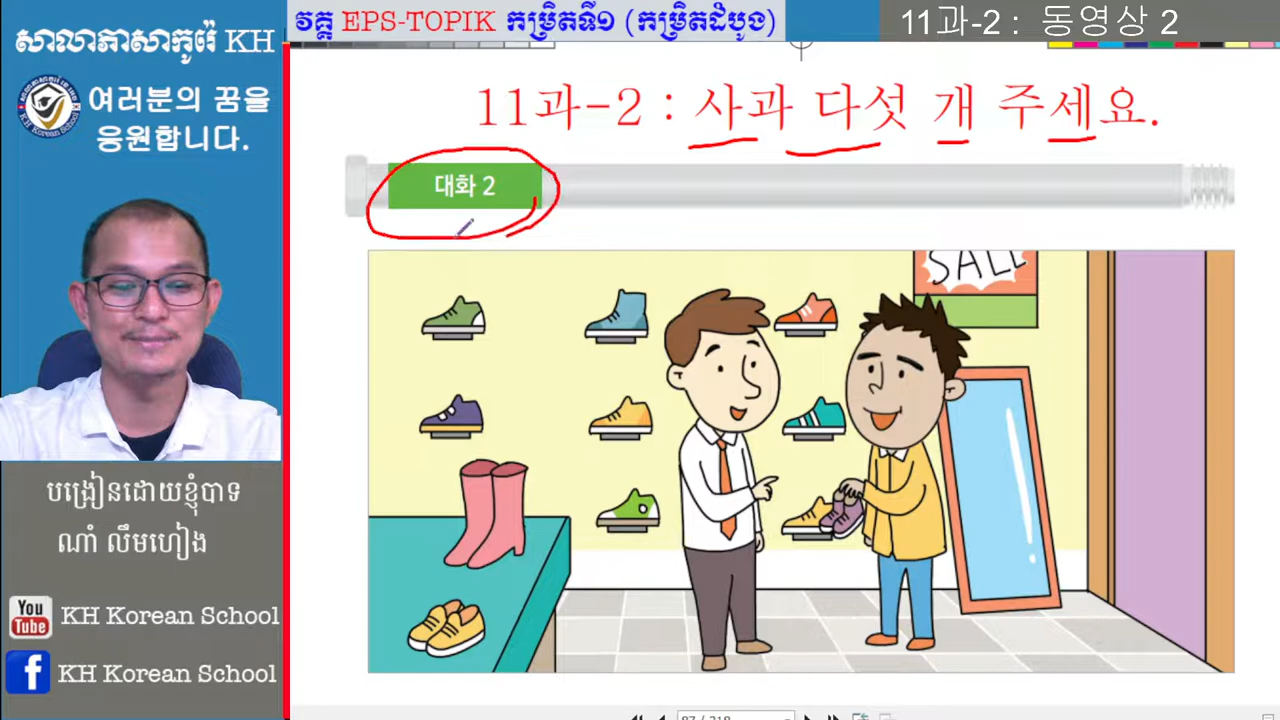 សាលាភាសាកូរ៉េ KH
여러분의 꿈을
응원합니다.
វគ្គ EPS-TOPIK កម្រិតទី១ (កម្រិតដំបូង)
11과-2 : 동영상 2
11과-2 : 사과 다섯 개 주세요.
대화 2
SALE
បង្រៀនដោយខ្ញុំបាទ
ណាំ លឹមហៀង
You
Tube
KH Korean School
f KH Korean School
87 / 218